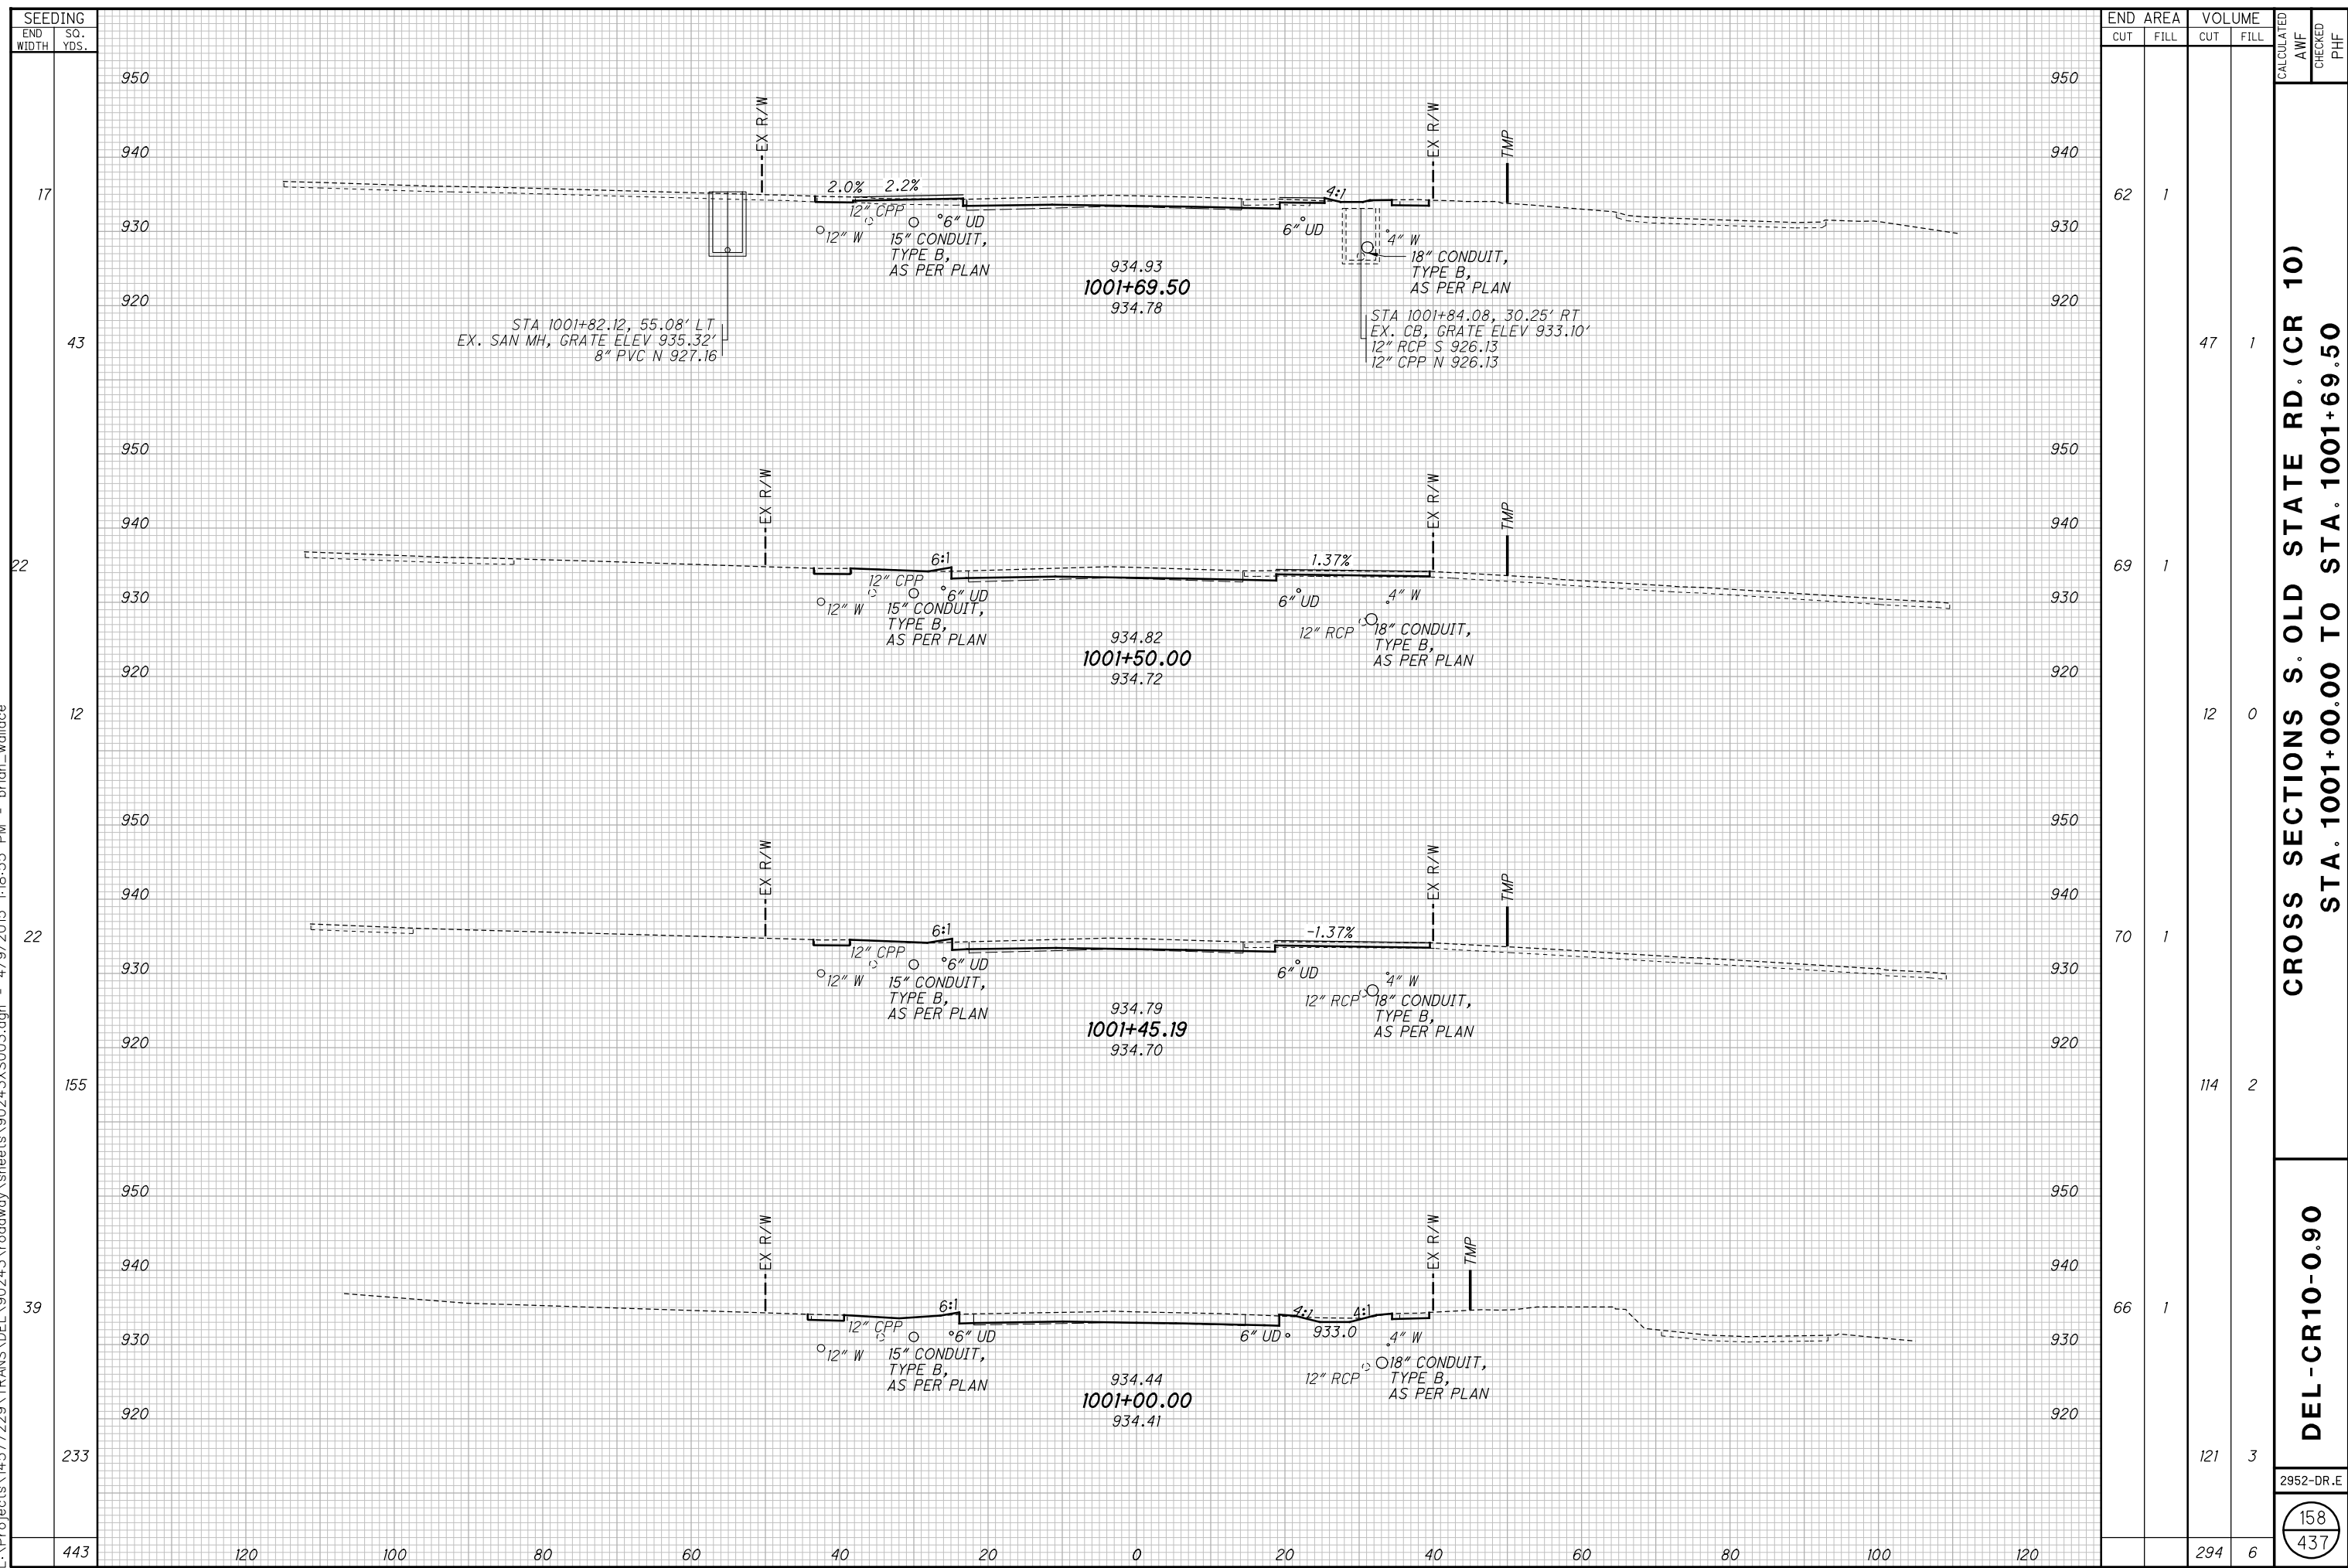 SEEDING
END WIDTH
SQ. YDS.
END AREA
VOLUME
CUT FILL CUT FILL
CALCULATED
AWF
CHECKED
PHF
950 950
EX R/W
EX R/W
TMP
940 940
17
2.0% 2.2%
4:1
62 1
12" CPP
6" UD
930 930
12" W
15" CONDUIT,
TYPE B,
AS PER PLAN
6" UD
4" W
18" CONDUIT,
TYPE B,
AS PER PLAN
934.93
1001+69.50
934.78
920 920
STA 1001+82.12, 55.08' LT
EX. SAN MH, GRATE ELEV 935.32'
8" PVC N 927.16
STA 1001+84.08, 30.25' RT
EX. CB, GRATE ELEV 933.10'
12" RCP S 926.13
12" CPP N 926.13
43
47 1
950 950
EX R/W
EX R/W
TMP
940 940
22
6:1
1.37%
69 1
12" CPP
6" UD
930 930
12" W
15" CONDUIT,
TYPE B,
AS PER PLAN
6" UD
4" W
12" RCP
18" CONDUIT,
TYPE B,
AS PER PLAN
934.82
1001+50.00
934.72
920 920
12
12 0
950 950
EX R/W
EX R/W
TMP
940 940
22
6:1
-1.37%
70 1
12" CPP
6" UD
930 930
12" W
15" CONDUIT,
TYPE B,
AS PER PLAN
6" UD
4" W
12" RCP
18" CONDUIT,
TYPE B,
AS PER PLAN
934.79
1001+45.19
934.70
920 920
155
114 2
950 950
EX R/W
EX R/W
TMP
940 940
39
6:1
4:1
4:1
66 1
12" CPP
6" UD
930 930
12" W
15" CONDUIT,
TYPE B,
AS PER PLAN
6" UD
933.0
4" W
12" RCP
18" CONDUIT,
TYPE B,
AS PER PLAN
934.44
1001+00.00
934.41
920 920
233
121 3
443
120 100 80 60 40 20 0 20 40 60 80 100 120
294 6
CROSS SECTIONS S. OLD STATE RD. (CR 10)
STA. 1001+00.00 TO STA. 1001+69.50
DEL-CR10-0.90
2952-DR.E
158
437